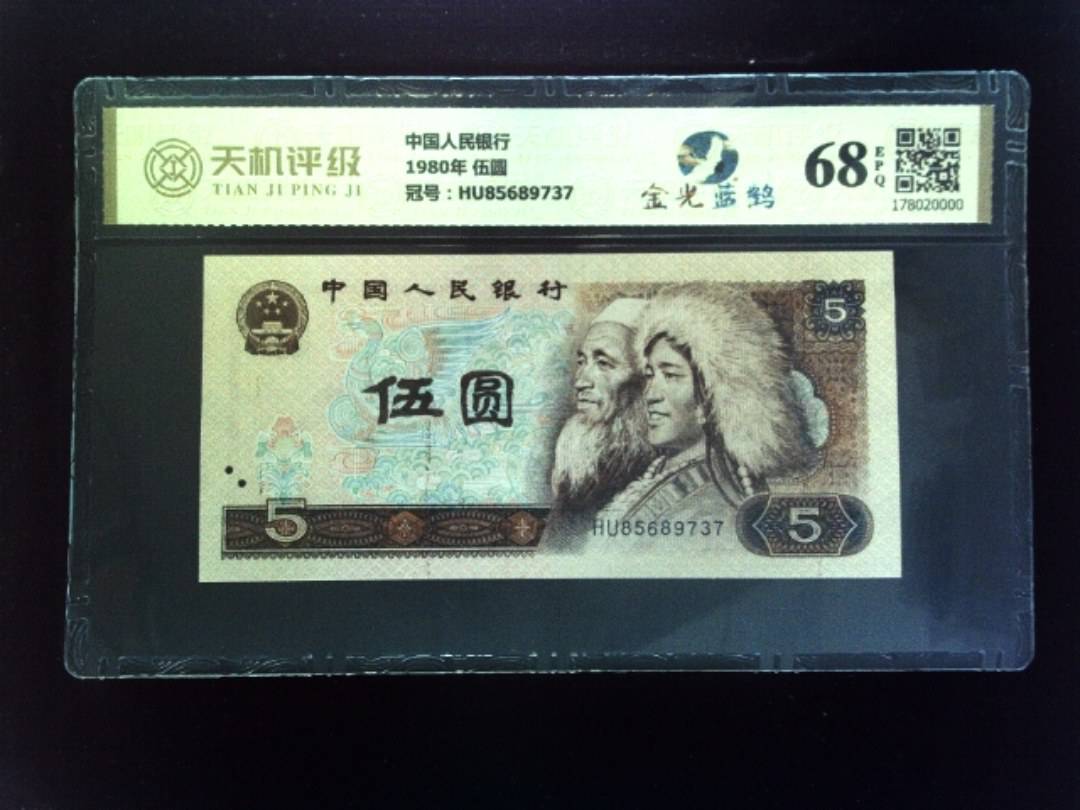 天机评级
TIAN JI PING JI
中国人民银行
1980年 伍圆
冠号：HU85689737
金光蓝鹤
68
EPQ
178020000
中国人民银行
5
伍圆
5
HU85689737
5